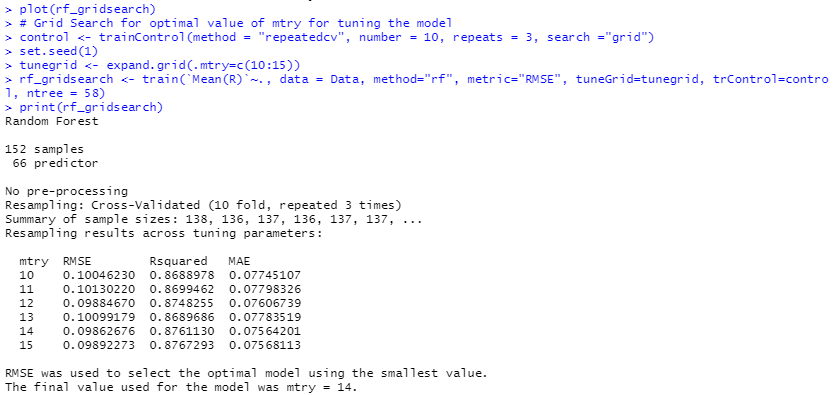 > plot(rf_gridsearch)
> # Grid Search for optimal value of mtry for tuning the model
> control <- trainControl(method = "repeatedcv", number = 10, repeats = 3, search ="grid")
> set.seed(1)
> tunegrid <- expand.grid(.mtry=c(10:15))
> rf_gridsearch <- train(`Mean(R)`~., data = Data, method="rf", metric="RMSE", tuneGrid=tunegrid, trControl=contro
l, ntree = 58)
> print(rf_gridsearch)
Random Forest

152 samples
 66 predictor

No pre-processing
Resampling: Cross-Validated (10 fold, repeated 3 times)
Summary of sample sizes: 138, 136, 137, 136, 137, 137, ...
Resampling results across tuning parameters:

  mtry  RMSE        Rsquared   MAE
  10    0.10046230  0.8688978  0.07745107
  11    0.10130220  0.8699462  0.07798326
  12    0.09884670  0.8748255  0.07606739
  13    0.10099179  0.8689686  0.07783519
  14    0.09862676  0.8761130  0.07564201
  15    0.09892273  0.8767293  0.07568113

RMSE was used to select the optimal model using the smallest value.
The final value used for the model was mtry = 14.